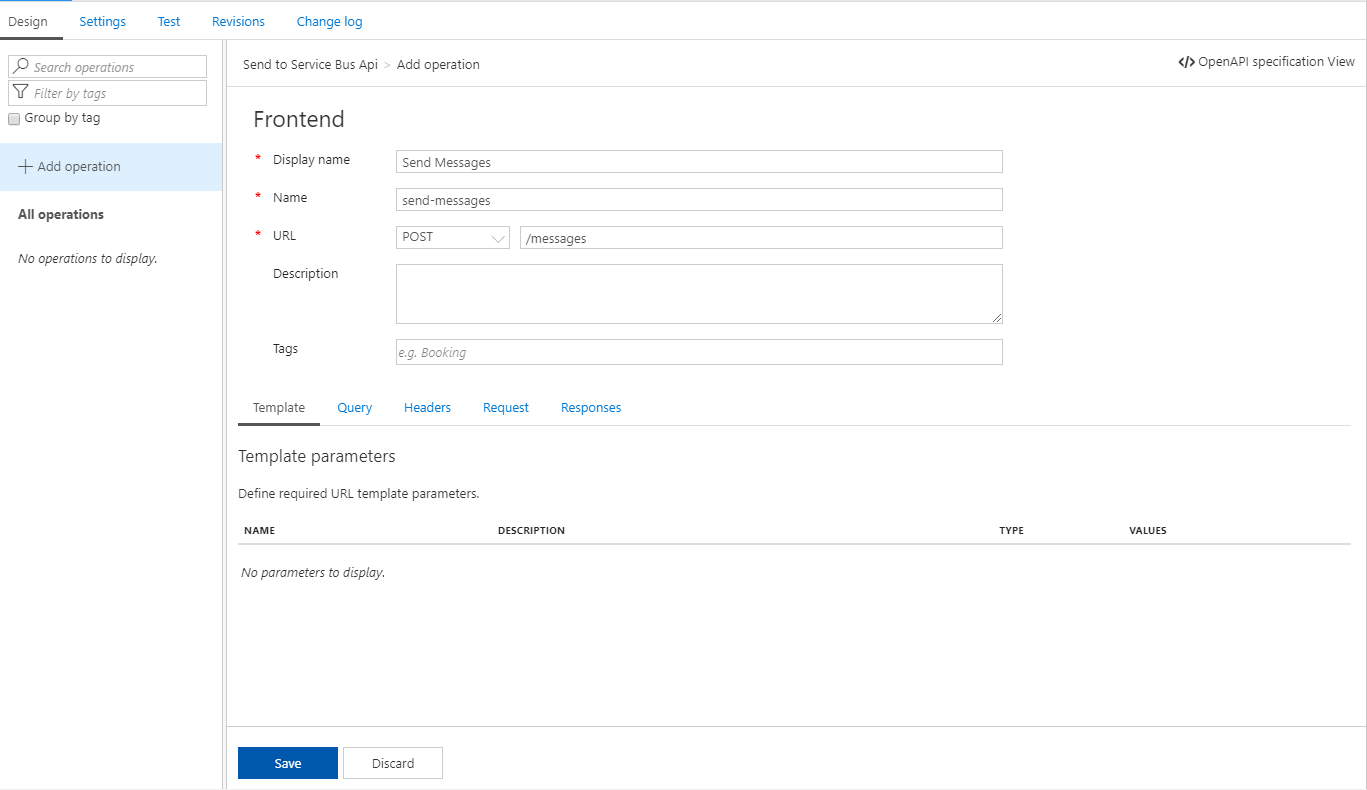 Design Settings Test Revisions Change log
Search operations
Filter by tags
Group by tag
Add operation
All operations
No operations to display.
Send to Service Bus Api > Add operation
</> OpenAPI specification View
Frontend
* Display name Send Messages
* Name send-messages
* URL POST /messages
Description
Tags e.g. Booking
Template Query Headers Request Responses
Template parameters
Define required URL template parameters.
NAME DESCRIPTION TYPE VALUES
No parameters to display.
Save Discard